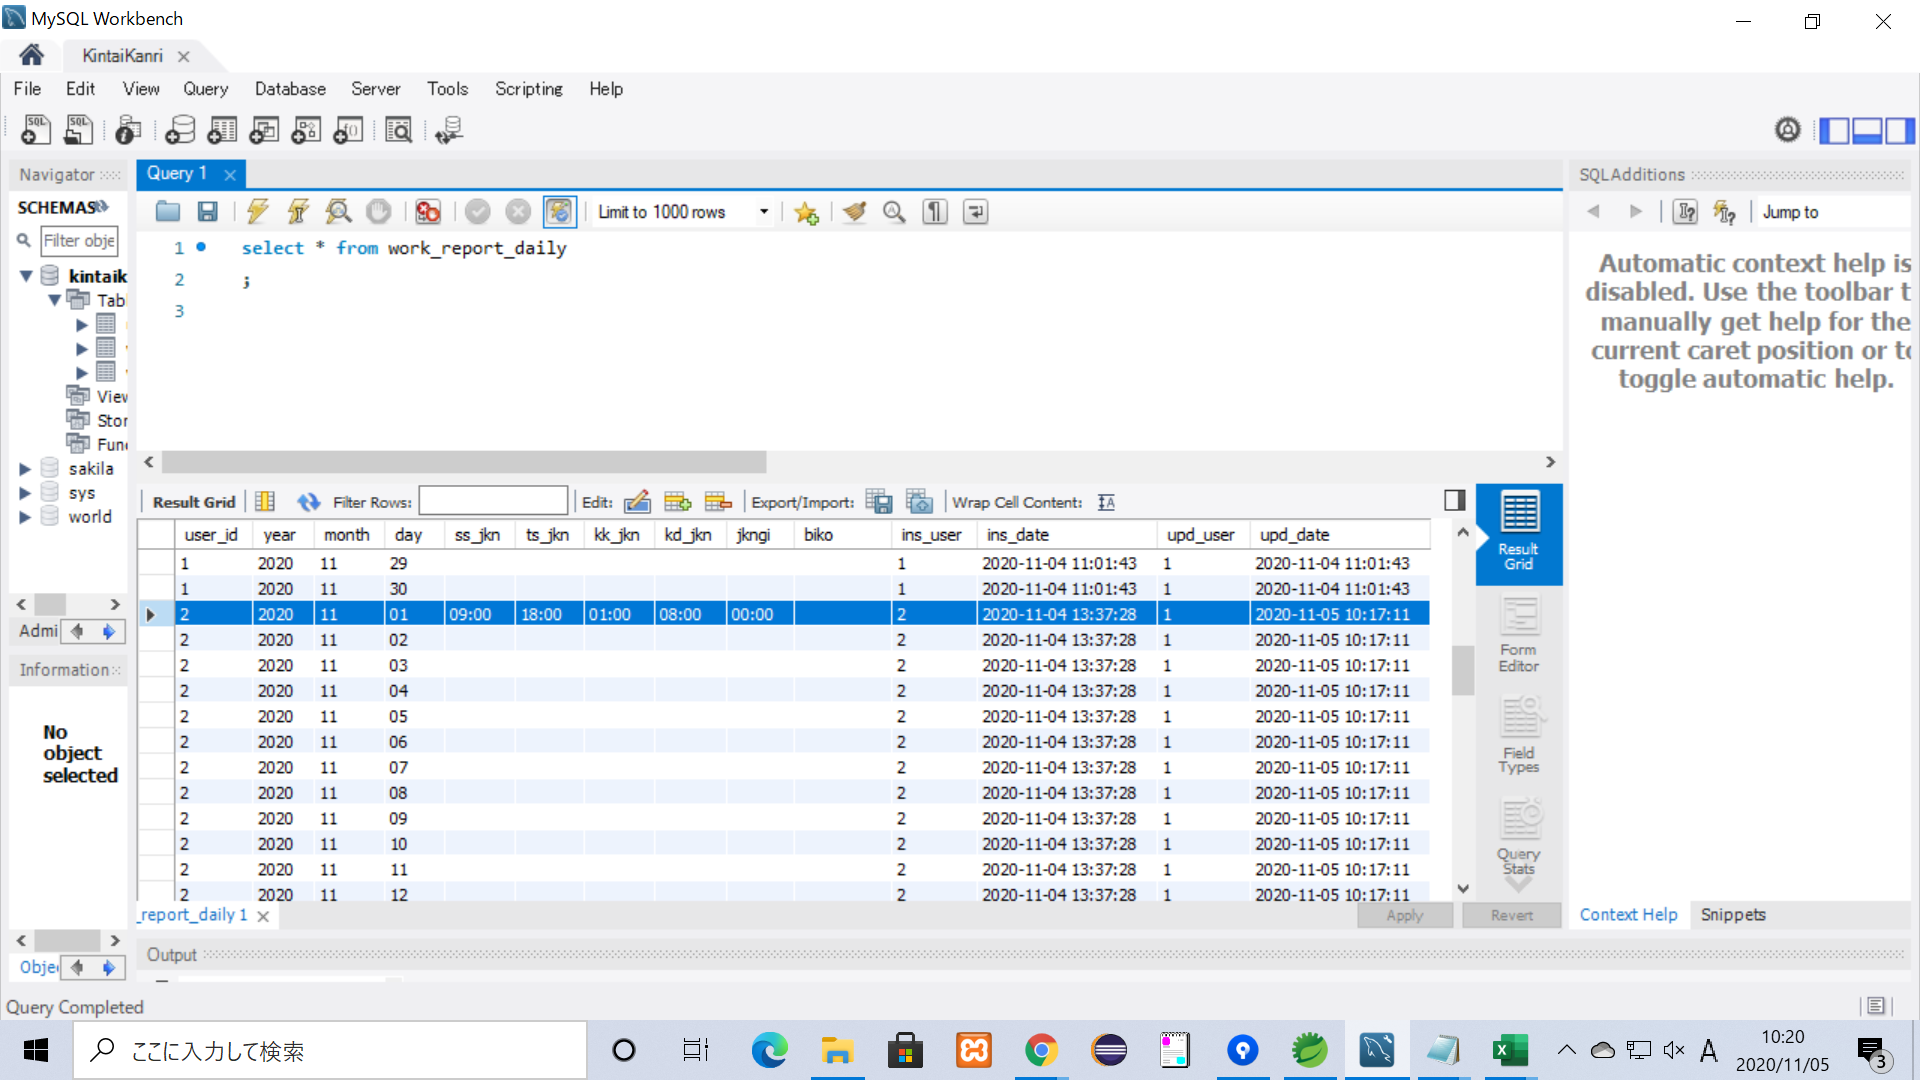 MySQL Workbench
KintaiKanri
File Edit View Query Database Server Tools Scripting Help
Navigator
SCHEMAS
Filter obje
kintaik
Tab
View
Stor
Func
sakila
sys
world
Admi
Information
No
object
selected
Obje
Query 1
Limit to 1000 rows
1 select * from work_report_daily
2 ;
3
Result Grid Filter Rows: Edit: Export/Import: Wrap Cell Content:
user_id year month day ss_jkn ts_jkn kk_jkn kd_jkn jkngi biko ins_user ins_date upd_user upd_date
1 2020 11 29 1 2020-11-04 11:01:43 1 2020-11-04 11:01:43
1 2020 11 30 1 2020-11-04 11:01:43 1 2020-11-04 11:01:43
2 2020 11 01 09:00 18:00 01:00 08:00 00:00 2 2020-11-04 13:37:28 1 2020-11-05 10:17:11
2 2020 11 02 2 2020-11-04 13:37:28 1 2020-11-05 10:17:11
2 2020 11 03 2 2020-11-04 13:37:28 1 2020-11-05 10:17:11
2 2020 11 04 2 2020-11-04 13:37:28 1 2020-11-05 10:17:11
2 2020 11 05 2 2020-11-04 13:37:28 1 2020-11-05 10:17:11
2 2020 11 06 2 2020-11-04 13:37:28 1 2020-11-05 10:17:11
2 2020 11 07 2 2020-11-04 13:37:28 1 2020-11-05 10:17:11
2 2020 11 08 2 2020-11-04 13:37:28 1 2020-11-05 10:17:11
2 2020 11 09 2 2020-11-04 13:37:28 1 2020-11-05 10:17:11
2 2020 11 10 2 2020-11-04 13:37:28 1 2020-11-05 10:17:11
2 2020 11 11 2 2020-11-04 13:37:28 1 2020-11-05 10:17:11
2 2020 11 12 2 2020-11-04 13:37:28 1 2020-11-05 10:17:11
Result
Grid
Form
Editor
Field
Types
Query
Stats
_report_daily 1
Apply Revert
Output
SQLAdditions
Jump to
Automatic context help is
disabled. Use the toolbar t
manually get help for the
current caret position or to
toggle automatic help.
Context Help Snippets
Query Completed
ここに入力して検索
A
10:20
2020/11/05
3